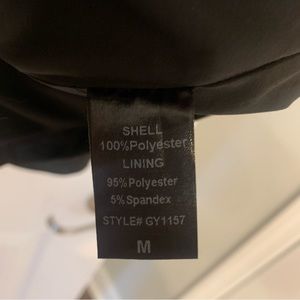 SHELL
100%Polyester
LINING
95%Polyester
5%Spandex
STYLE# GY1157
M